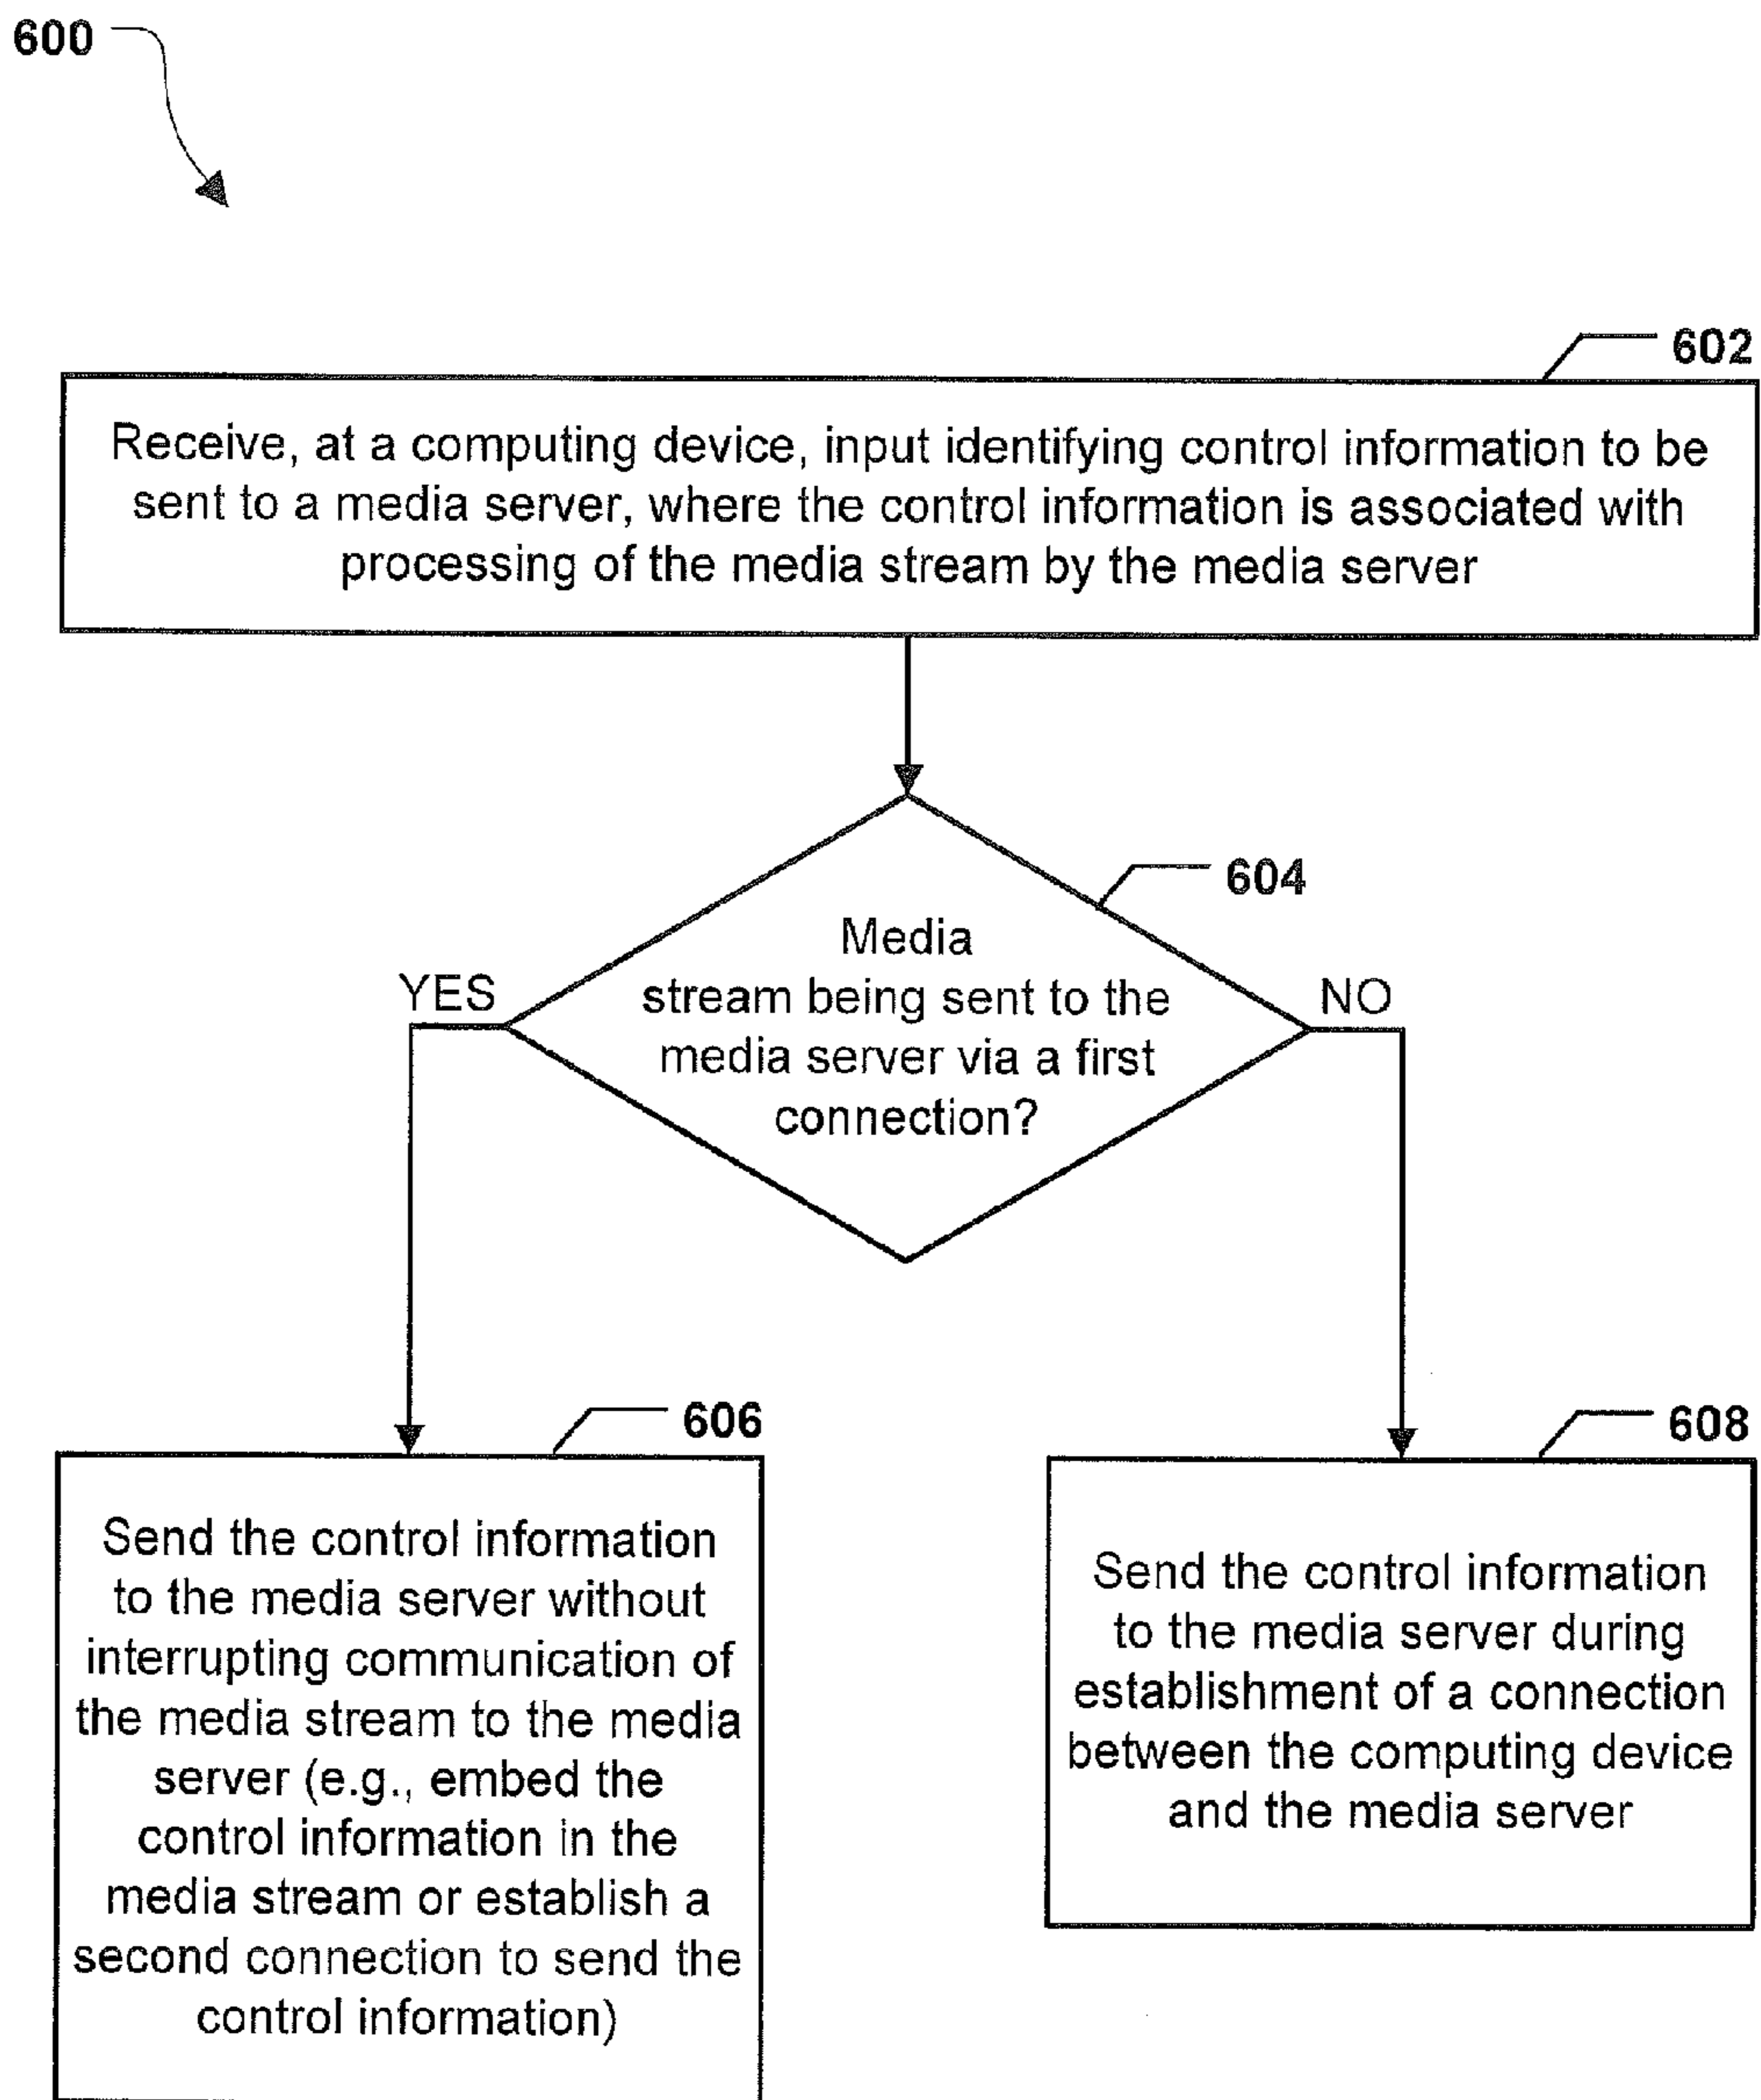 600
602
Receive, at a computing device, input identifying control information to be
sent to a media server, where the control information is associated with
processing of the media stream by the media server
604
Media
stream being sent to the
media server via a first
connection?
YES
NO
606
Send the control information
to the media server without
interrupting communication of
the media stream to the media
server (e.g., embed the
control information in the
media stream or establish a
second connection to send the
control information)
608
Send the control information
to the media server during
establishment of a connection
between the computing device
and the media server